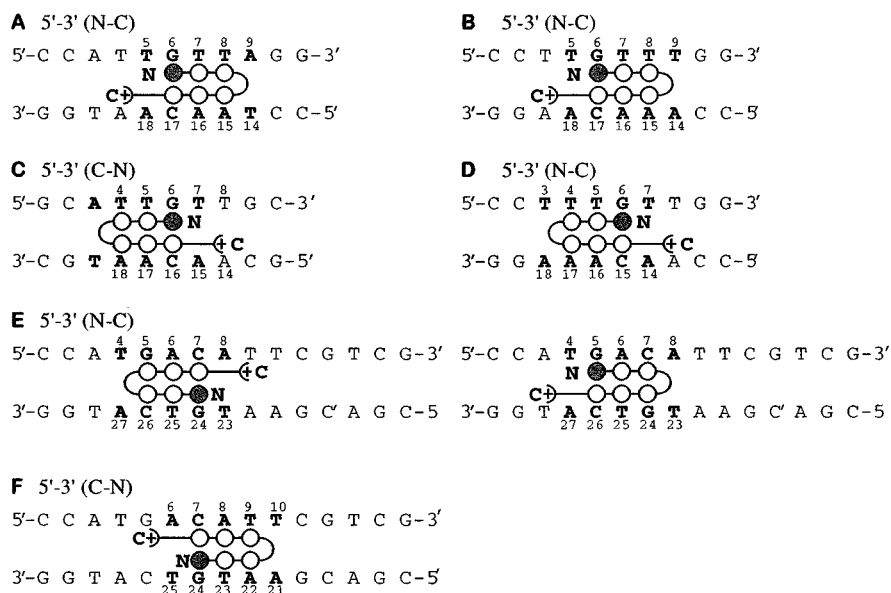 A 5'-3' (N-C)
5 6 7 8 9
5'-C C A T T G T T A G G-3'
N
C+
3'-G G T A A C A A T C C-5'
18 17 16 15 14
B 5'-3' (N-C)
5 6 7 8 9
5'-C C T T G T T T G G-3'
N
C+
3'-G G A A C A A A C C-5'
18 17 16 15 14
C 5'-3' (C-N)
4 5 6 7 8
5'-G C A T T G T T G C-3'
N
+ C
3'-C G T A A C A A C G-5'
18 17 16 15 14
D 5'-3' (N-C)
3 4 5 6 7
5'-C C T T T G T T G G-3'
N
+ C
3'-G G A A A C A A C C-5'
18 17 16 15 14
E 5'-3' (N-C)
4 5 6 7 8
5'-C C A T G A C A T T C G T C G-3'
+ C
N
3'-G G T A C T G T A A G C' A G C-5
27 26 25 24 23
4 5 6 7 8
5'-C C A T G A C A T T C G T C G-3'
N
C+
3'-G G T A C T G T A A G C' A G C-5
27 26 25 24 23
F 5'-3' (C-N)
6 7 8 9 10
5'-C C A T G A C A T T C G T C G-3'
C+
N
3'-G G T A C T G T A A G C A G C-5'
25 24 23 22 21